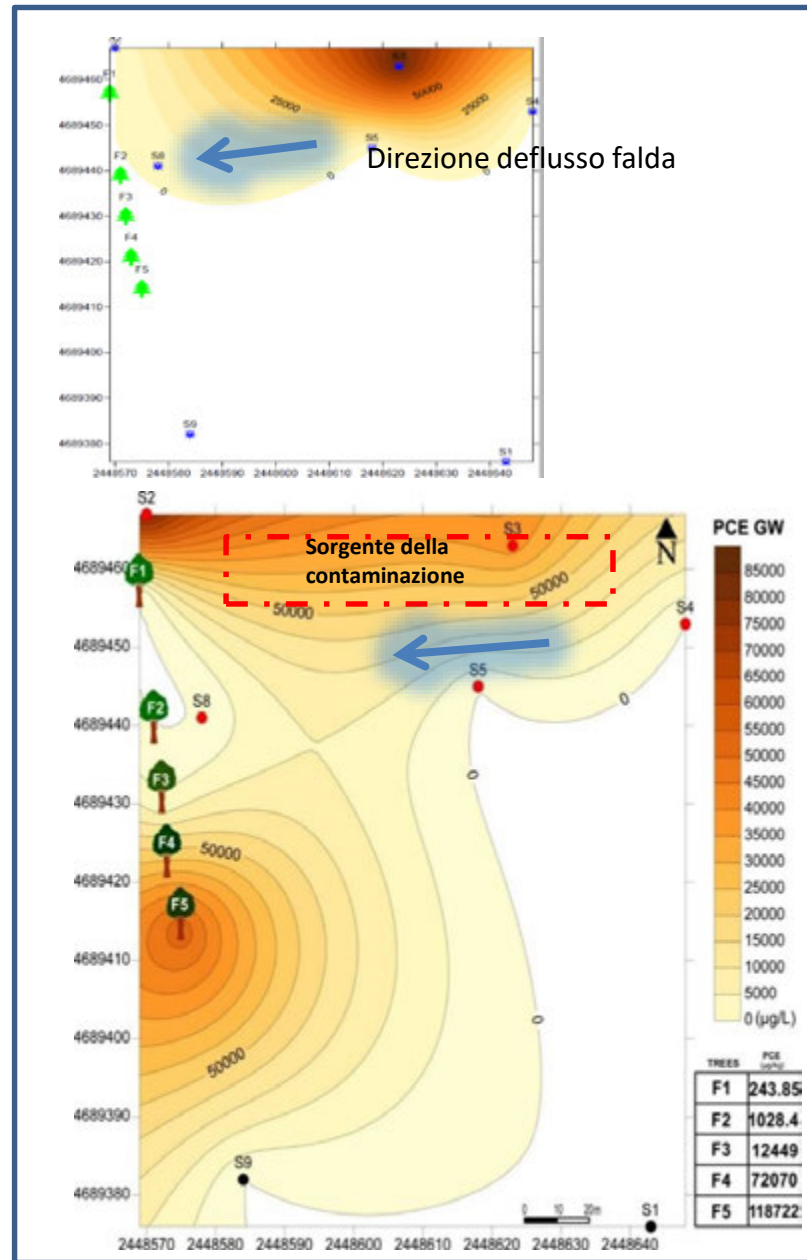 S3
F1
4689460
50000
25000
25000
S4
4689450
S5
Direzione deflusso falda
F2
S8
4689440
0
0
0
F3
4689430
F4
4689420
F5
4689410
4689400
4689390
S9
4689380
S1
2448570 2448580 2448590 2448600 2448610 2448620 2448630 2448640
S2
PCE GW
S3
Sorgente della
contaminazione
N
F1
4689460
50000
50000
S4
4689450
S5
F2
S8
0
4689440
0
F3
4689430
F4
50000
4689420
F5
4689410
4689400
0
50000
4689390
S9
4689380
0 10 20m
S1
2448570 2448580 2448590 2448600 2448610 2448620 2448630 2448640
85000
80000
75000
70000
65000
60000
55000
50000
45000
40000
35000
30000
25000
20000
15000
10000
5000
0 (µg/L)
TREES PCE
F1 243.85
F2 1028.4
F3 12449
F4 72070
F5 118722